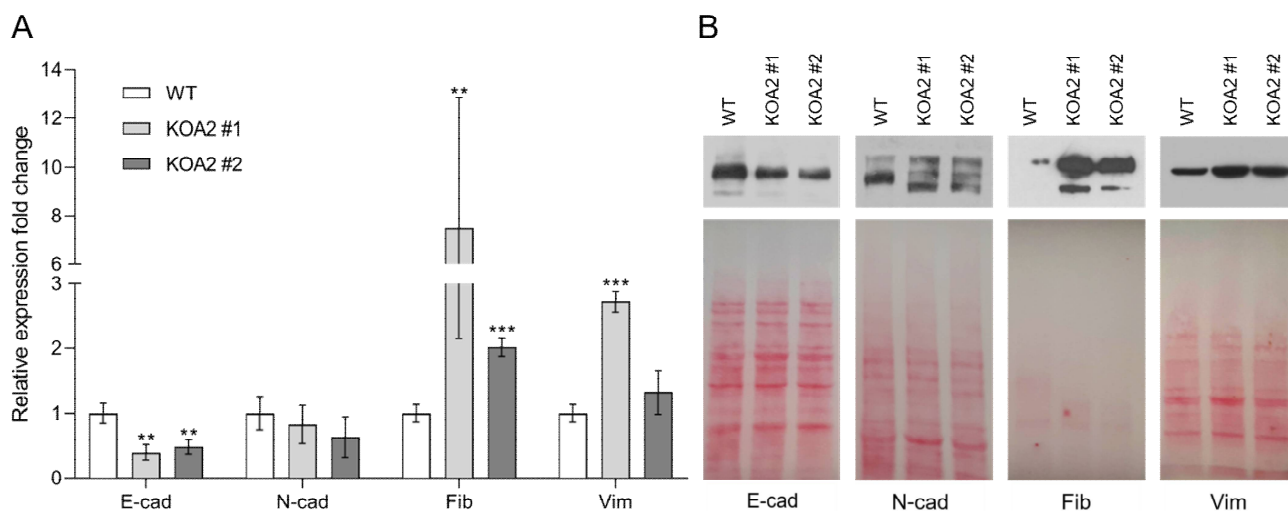 A
B
Relative expression fold change
14
12
10
8
6
3
2
1
0
WT
KOA2 #1
KOA2 #2
**
**
**
***
***
E-cad
N-cad
Fib
Vim
WT
KOA2 #1
KOA2 #2
WT
KOA2 #1
KOA2 #2
WT
KOA2 #1
KOA2 #2
WT
KOA2 #1
KOA2 #2
E-cad
N-cad
Fib
Vim